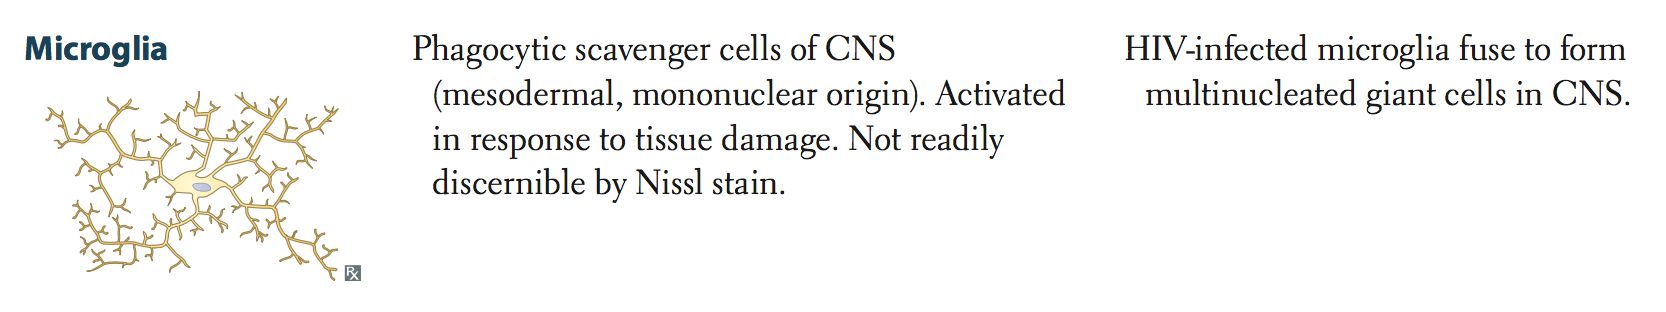 Microglia
Phagocytic scavenger cells of CNS
(mesodermal, mononuclear origin). Activated
in response to tissue damage. Not readily
discernible by Nissl stain.
HIV-infected microglia fuse to form
multinucleated giant cells in CNS.
Rx